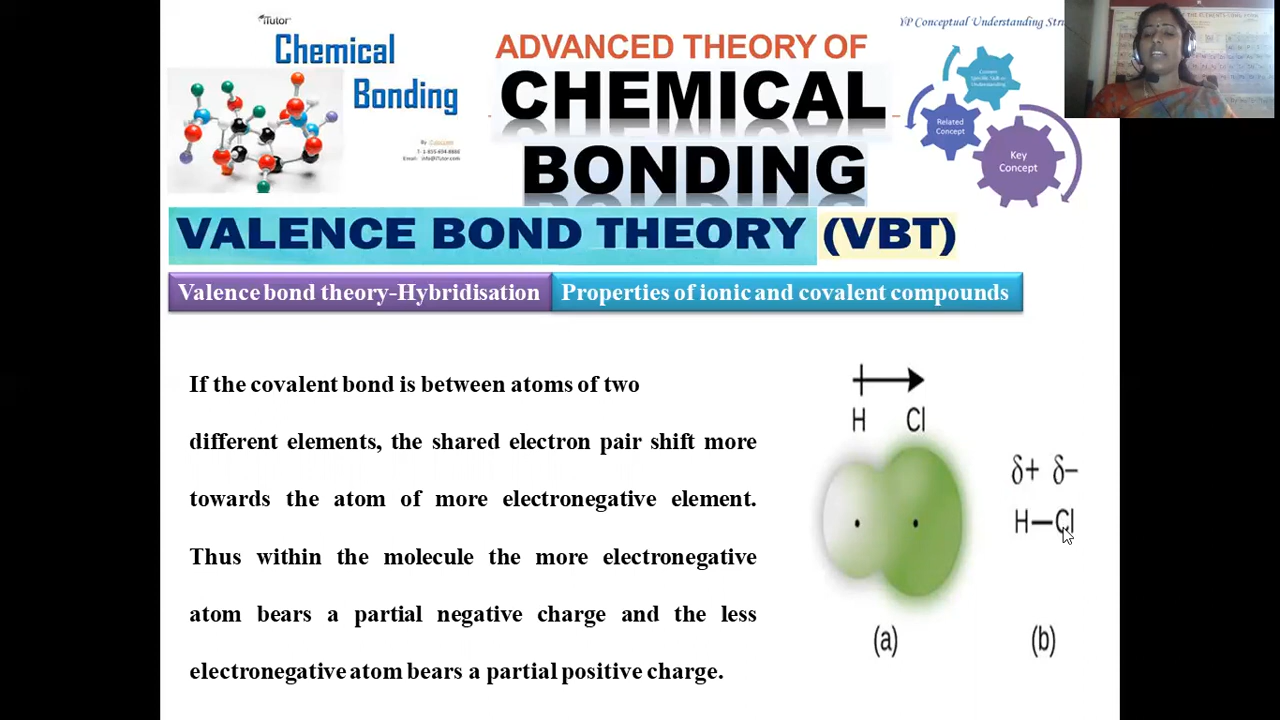 iTutor
Chemical
Bonding
ADVANCED THEORY OF
CHEMICAL
BONDING
YP Conceptual Understanding Str
Related
Concept
Key
Concept
VALENCE BOND THEORY (VBT)
Valence bond theory-Hybridisation
Properties of ionic and covalent compounds
If the covalent bond is between atoms of two
different elements, the shared electron pair shift more
towards the atom of more electronegative element.
Thus within the molecule the more electronegative
atom bears a partial negative charge and the less
electronegative atom bears a partial positive charge.
H Cl
δ+ δ–
H–Cl
(a)
(b)